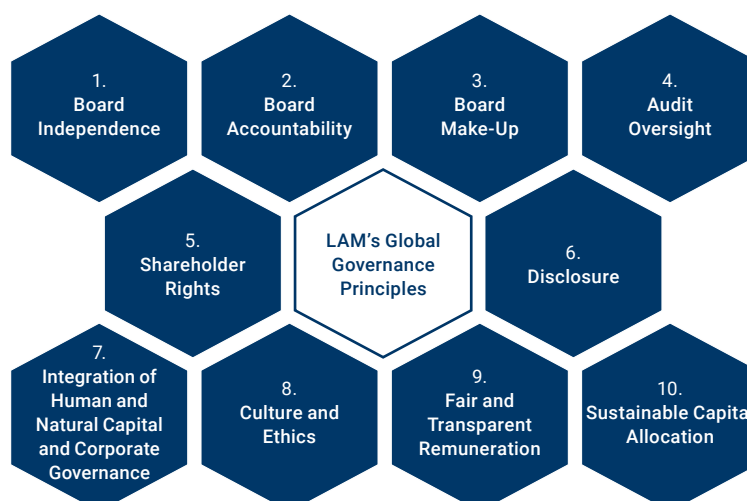 1.
Board
Independence
2.
Board
Accountability
3.
Board
Make-Up
4.
Audit
Oversight
5.
Shareholder
Rights
LAM’s Global
Governance
Principles
6.
Disclosure
7.
Integration of
Human and
Natural Capital
and Corporate
Governance
8.
Culture and
Ethics
9.
Fair and
Transparent
Remuneration
10.
Sustainable Capital
Allocation